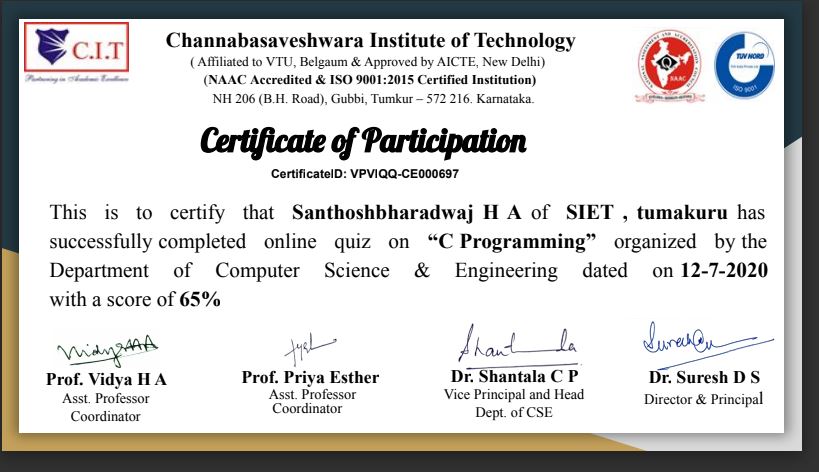 C.I.T
Partnering in Academic Excellence
Channabasaveshwara Institute of Technology
( Affiliated to VTU, Belgaum & Approved by AICTE, New Delhi)
(NAAC Accredited & ISO 9001:2015 Certified Institution)
NH 206 (B.H. Road), Gubbi, Tumkur – 572 216. Karnataka.
NAAC
TUV NORD
ISO 9001
Certificate of Participation
CertificateID: VPVIQQ-CE000697
This is to certify that Santhoshbharadwaj H A of SIET , tumakuru has
successfully completed online quiz on “C Programming” organized by the
Department of Computer Science & Engineering dated on 12-7-2020
with a score of 65%
Prof. Vidya H A
Asst. Professor
Coordinator
Prof. Priya Esther
Asst. Professor
Coordinator
Dr. Shantala C P
Vice Principal and Head
Dept. of CSE
Dr. Suresh D S
Director & Principal